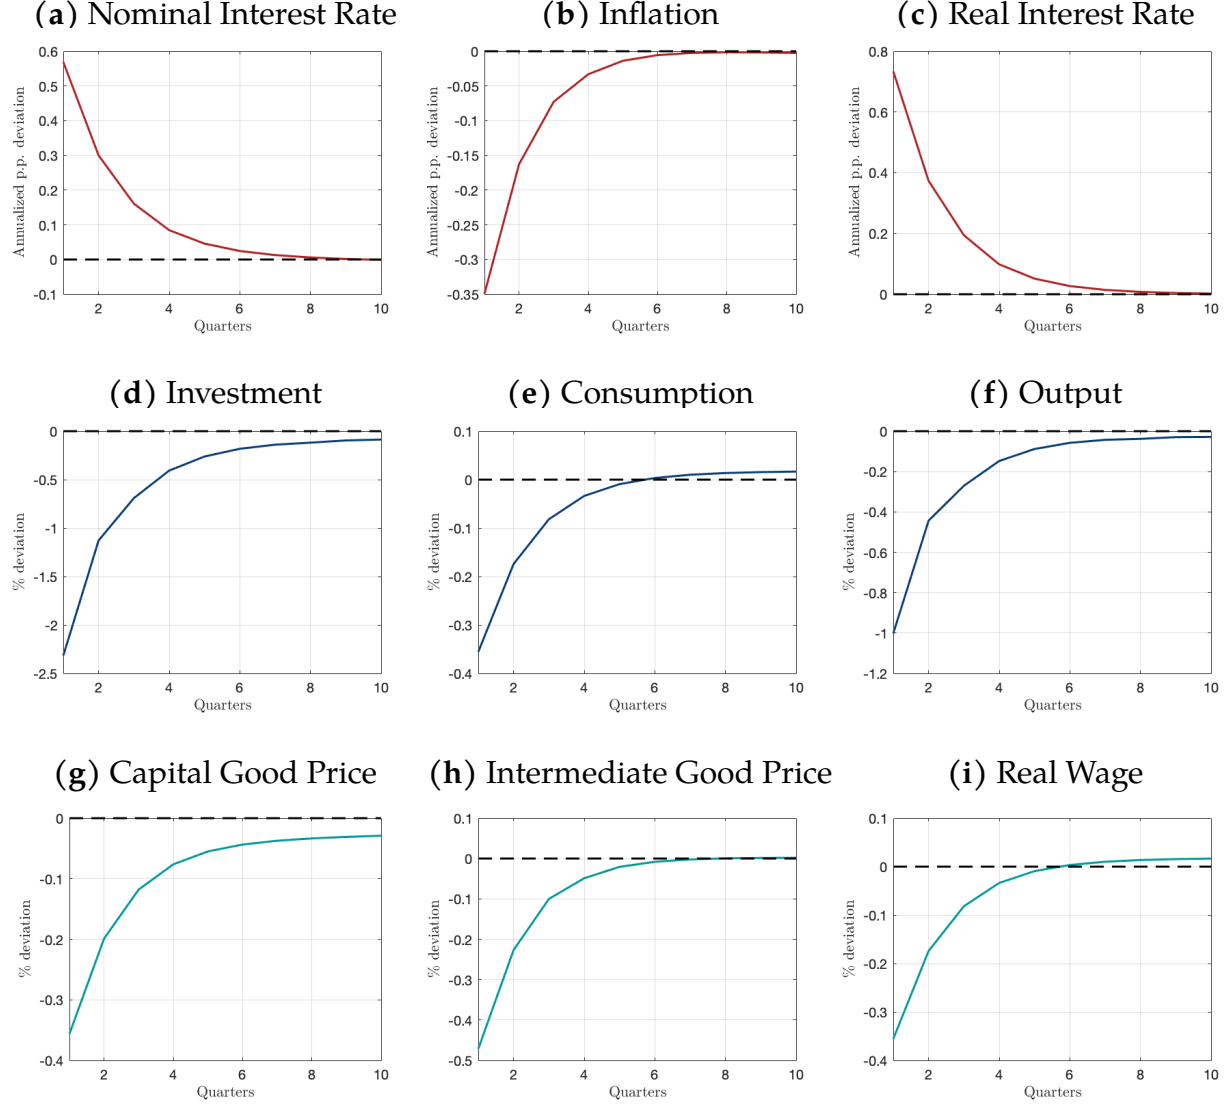 (a) Nominal Interest Rate
(b) Inflation
(c) Real Interest Rate
Annualized p.p. deviation
0.6
0.5
0.4
0.3
0.2
0.1
0
-0.1
2 4 6 8 10
Quarters
Annualized p.p. deviation
0
-0.05
-0.1
-0.15
-0.2
-0.25
-0.3
-0.35
2 4 6 8 10
Quarters
Annualized p.p. deviation
0.8
0.6
0.4
0.2
0
2 4 6 8 10
Quarters
(d) Investment
(e) Consumption
(f) Output
% deviation
0
-0.5
-1
-1.5
-2
-2.5
2 4 6 8 10
Quarters
% deviation
0.1
0
-0.1
-0.2
-0.3
-0.4
2 4 6 8 10
Quarters
% deviation
0
-0.2
-0.4
-0.6
-0.8
-1
-1.2
2 4 6 8 10
Quarters
(g) Capital Good Price
(h) Intermediate Good Price
(i) Real Wage
% deviation
0
-0.1
-0.2
-0.3
-0.4
2 4 6 8 10
Quarters
% deviation
0.1
0
-0.1
-0.2
-0.3
-0.4
-0.5
2 4 6 8 10
Quarters
% deviation
0.1
0
-0.1
-0.2
-0.3
-0.4
2 4 6 8 10
Quarters